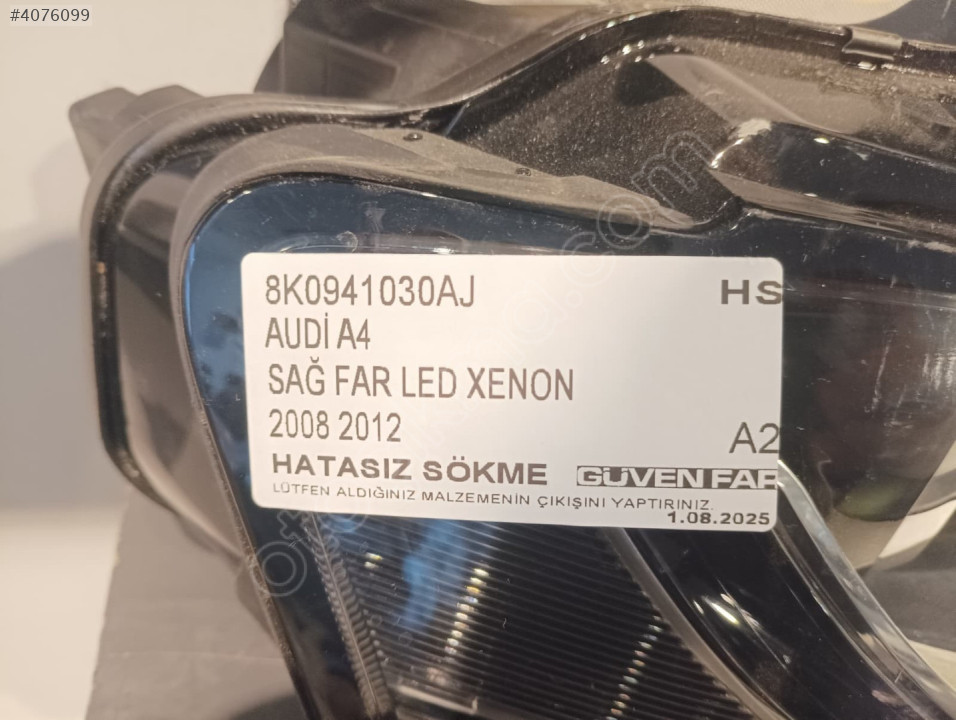 #4076099
8K0941030AJ HS
AUDİ A4
SAĞ FAR LED XENON
2008 2012 A2
HATASIZ SÖKME GÜVEN FAR
LÜTFEN ALDIĞINIZ MALZEMENİN ÇIKIŞINI YAPTIRINIZ.
1.08.2025